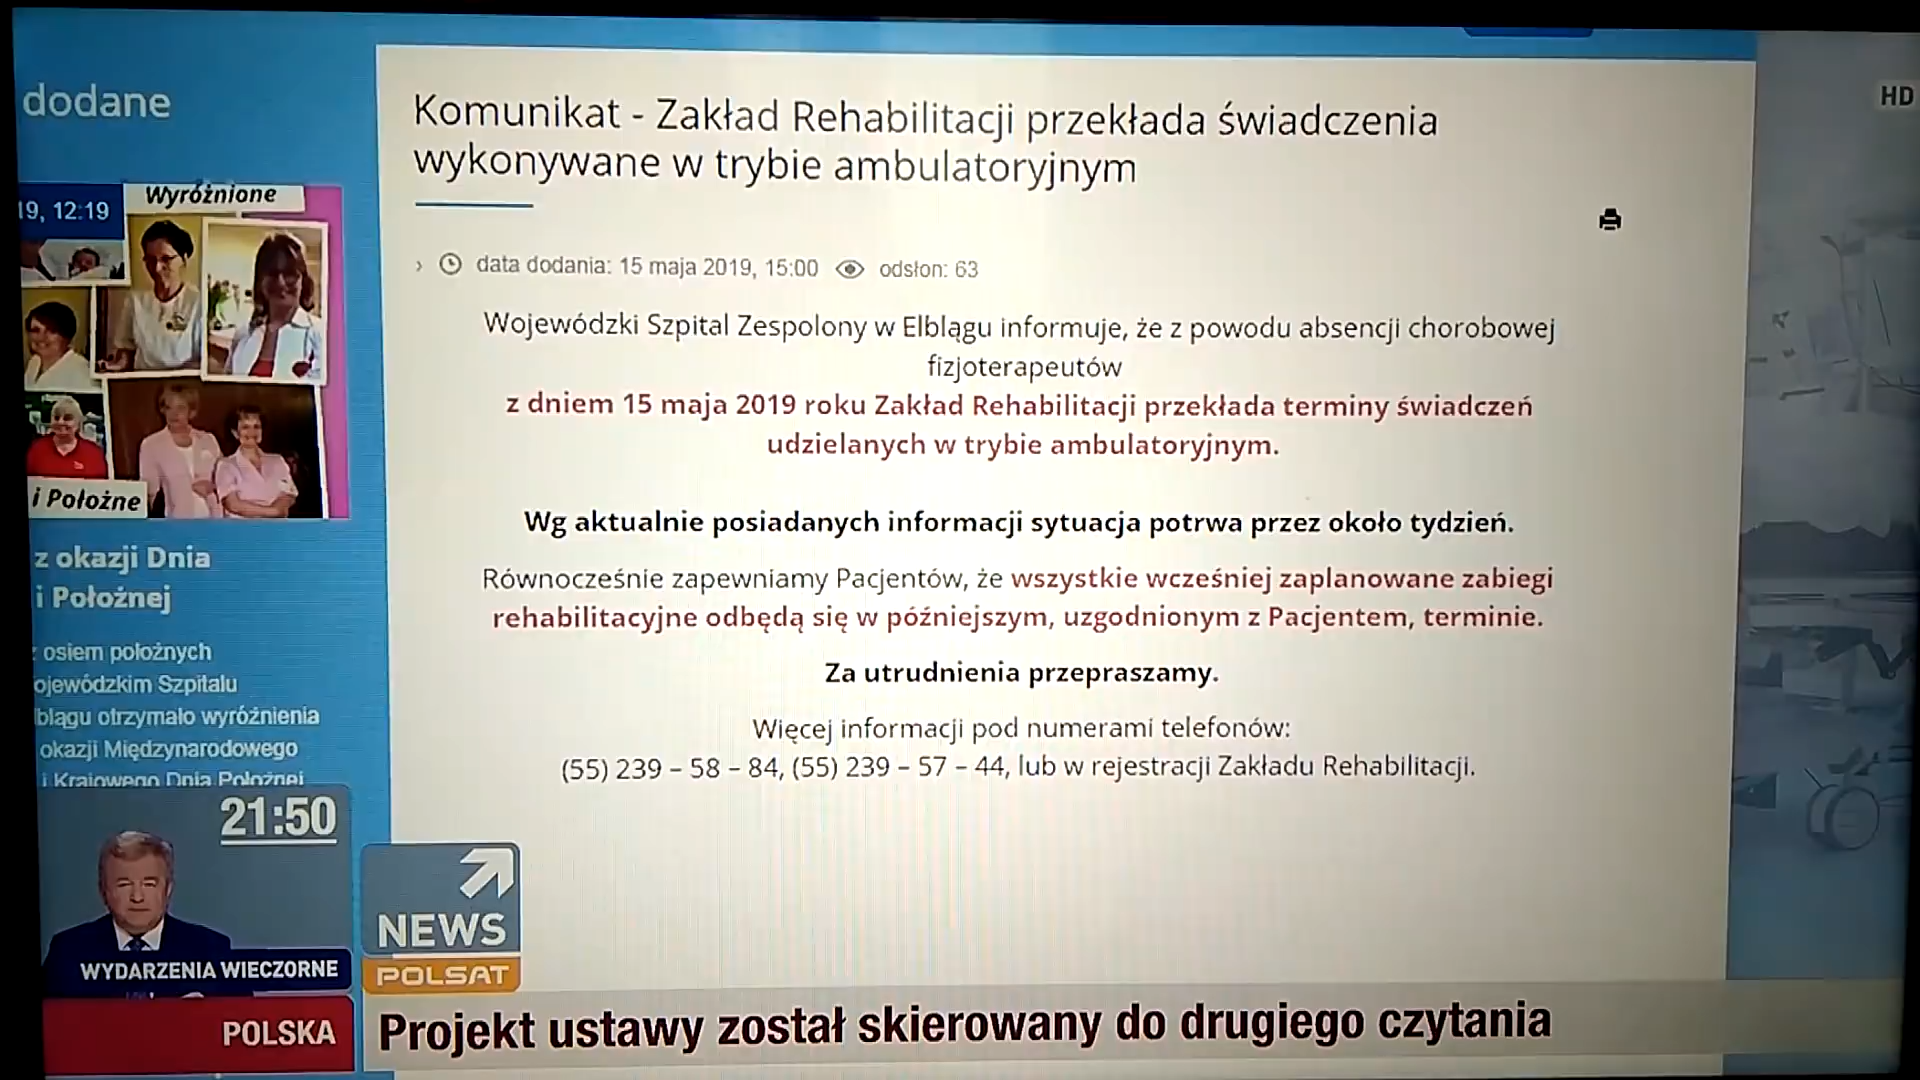 dodane
19, 12:19
Wyróżnione
i Położne
z okazji Dnia
i Położnej
osiem położnych
ojewódzkim Szpitalu
lblągu otrzymało wyróżnienia
okazji Międzynarodowego
i Krajowego Dnia Położnej
Komunikat - Zakład Rehabilitacji przekłada świadczenia
wykonywane w trybie ambulatoryjnym
› data dodania: 15 maja 2019, 15:00 odsłon: 63
Wojewódzki Szpital Zespolony w Elblągu informuje, że z powodu absencji chorobowej
fizjoterapeutów
z dniem 15 maja 2019 roku Zakład Rehabilitacji przekłada terminy świadczeń
udzielanych w trybie ambulatoryjnym.
Wg aktualnie posiadanych informacji sytuacja potrwa przez około tydzień.
Równocześnie zapewniamy Pacjentów, że wszystkie wcześniej zaplanowane zabiegi
rehabilitacyjne odbędą się w późniejszym, uzgodnionym z Pacjentem, terminie.
Za utrudnienia przepraszamy.
Więcej informacji pod numerami telefonów:
(55) 239 – 58 – 84, (55) 239 – 57 – 44, lub w rejestracji Zakładu Rehabilitacji.
HD
21:50
WYDARZENIA WIECZORNE
NEWS
POLSAT
POLSKA
Projekt ustawy został skierowany do drugiego czytania